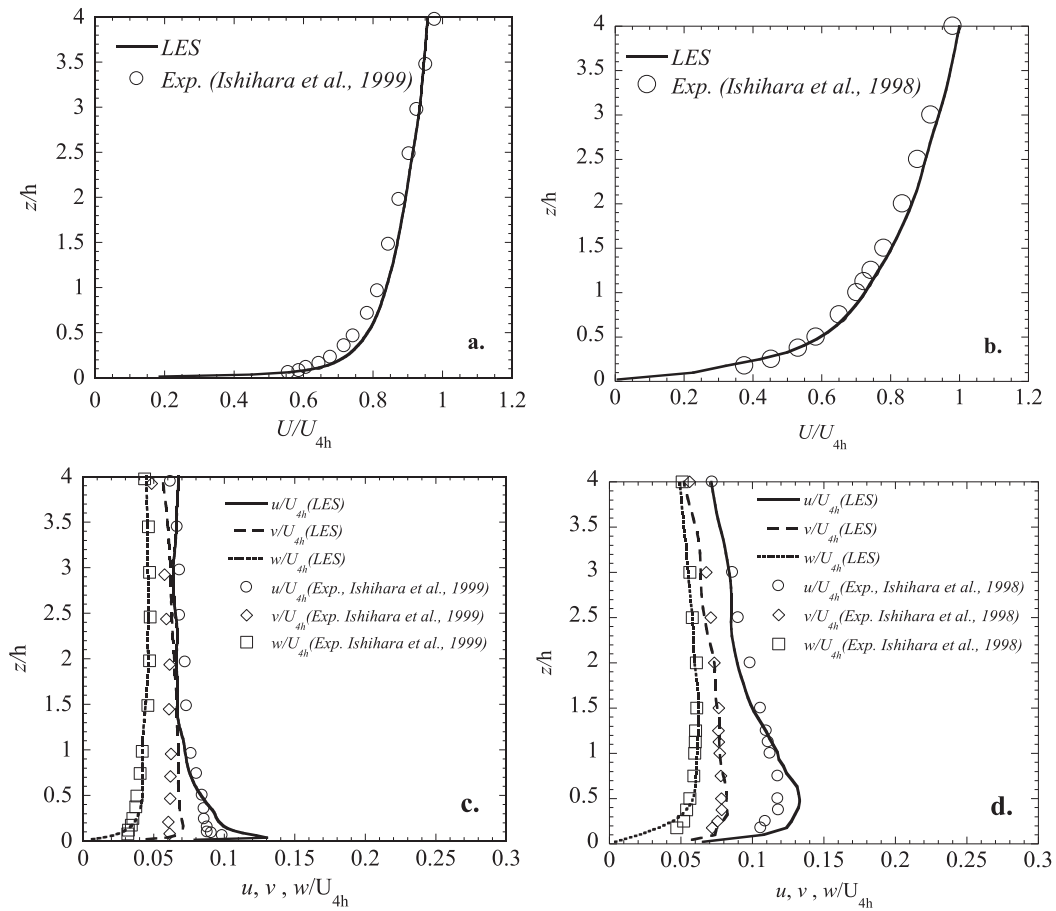 4
3.5
3
2.5
2
1.5
1
0.5
0
z/h
LES
Exp. (Ishihara et al., 1999)
a.
0 0.2 0.4 0.6 0.8 1 1.2
U/U4h
4
3.5
3
2.5
2
1.5
1
0.5
0
z/h
LES
Exp. (Ishihara et al., 1998)
b.
0 0.2 0.4 0.6 0.8 1 1.2
U/U4h
4
3.5
3
2.5
2
1.5
1
0.5
0
z/h
u/U4h(LES)
v/U4h(LES)
w/U4h(LES)
u/U4h(Exp., Ishihara et al., 1999)
v/U4h(Exp. Ishihara et al., 1999)
w/U4h(Exp. Ishihara et al., 1999)
c.
0 0.05 0.1 0.15 0.2 0.25 0.3
u, v , w/U4h
4
3.5
3
2.5
2
1.5
1
0.5
0
z/h
u/U4h(LES)
v/U4h(LES)
w/U4h(LES)
u/U4h(Exp. Ishihara et al., 1998)
v/U4h(Exp. Ishihara et al., 1998)
w/U4h(Exp. Ishihara et al., 1998)
d.
0 0.05 0.1 0.15 0.2 0.25 0.3
u, v , w/U4h